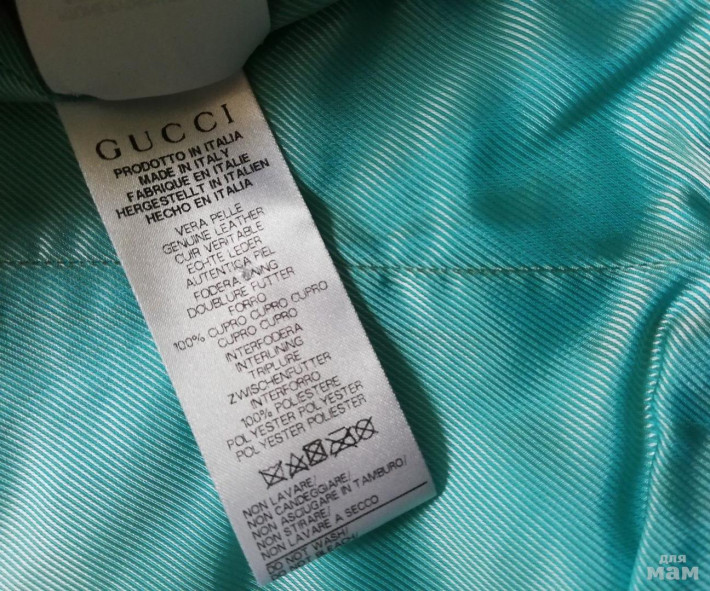 GUCCI
PRODOTTO IN ITALIA
MADE IN ITALY
FABRIQUE EN ITALIE
HERGESTELLT IN ITALIEN
HECHO EN ITALIA
VERA PELLE
GENUINE LEATHER
CUIR VERITABLE
ECHTE LEDER
AUTENTICA PIEL
FODERA LINING
DOUBLURE FUTTER
FORRO
100% CUPRO CUPRO CUPRO
CUPRO CUPRO
INTERFODERA
INTERLINING
TRIPLURE
ZWISCHENFUTTER
INTERFORRO
100% POLIESTERE
POLYESTER POLYESTER
POLYESTER POLIESTER
NON LAVARE/
NON CANDEGGIARE/
NON ASCIUGARE IN TAMBURO/
NON STIRARE/
NON LAVARE A SECCO
DO NOT WASH/
для
мам